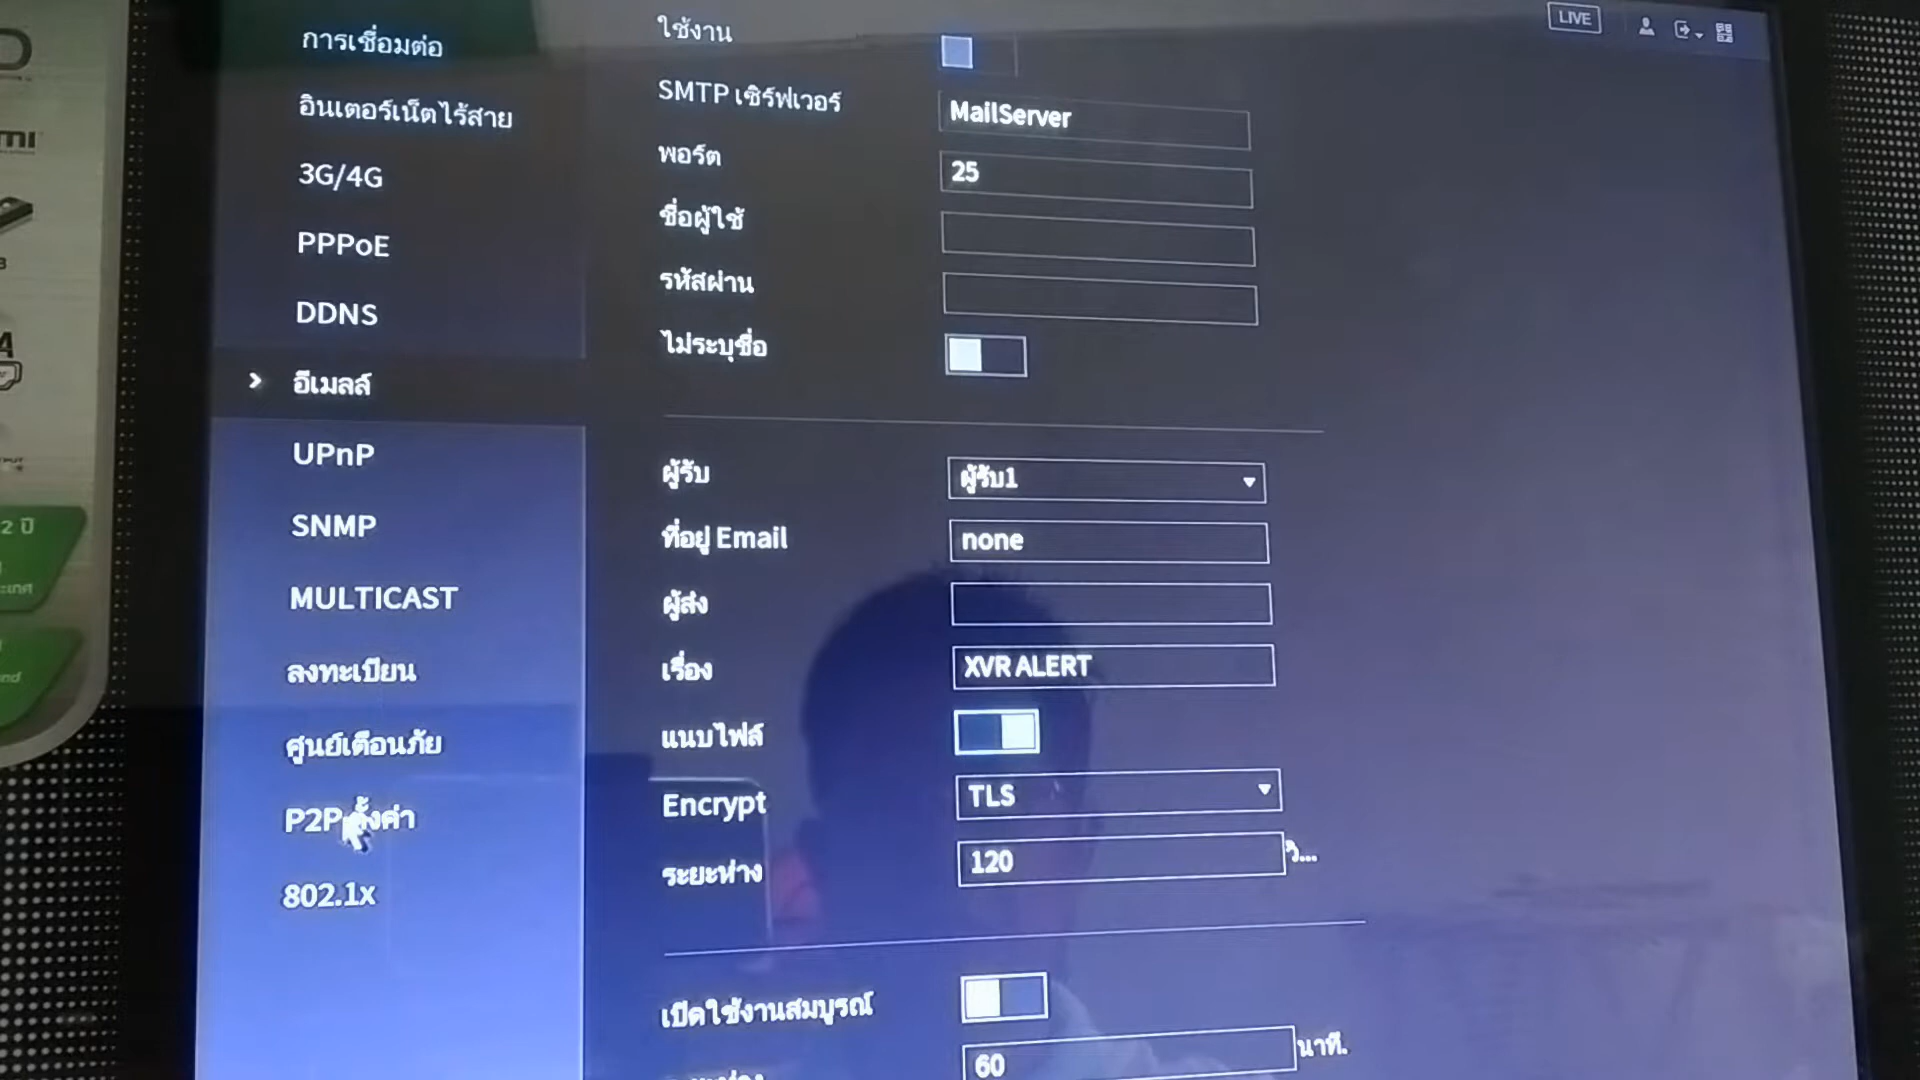 LIVE
การเชื่อมต่อ
อินเตอร์เน็ตไร้สาย
3G/4G
PPPoE
DDNS
อีเมลล์
UPnP
SNMP
MULTICAST
ลงทะเบียน
ศูนย์เตือนภัย
P2P ตั้งค่า
802.1x
ใช้งาน
SMTP เซิร์ฟเวอร์ MailServer
พอร์ต 25
ชื่อผู้ใช้
รหัสผ่าน
ไม่ระบุชื่อ
ผู้รับ ผู้รับ1
ที่อยู่ Email none
ผู้ส่ง
เรื่อง XVR ALERT
แนบไฟล์
Encrypt TLS
ระยะห่าง 120 วิ...
เปิดใช้งานสมบูรณ์
60 นาที.
2 ปี